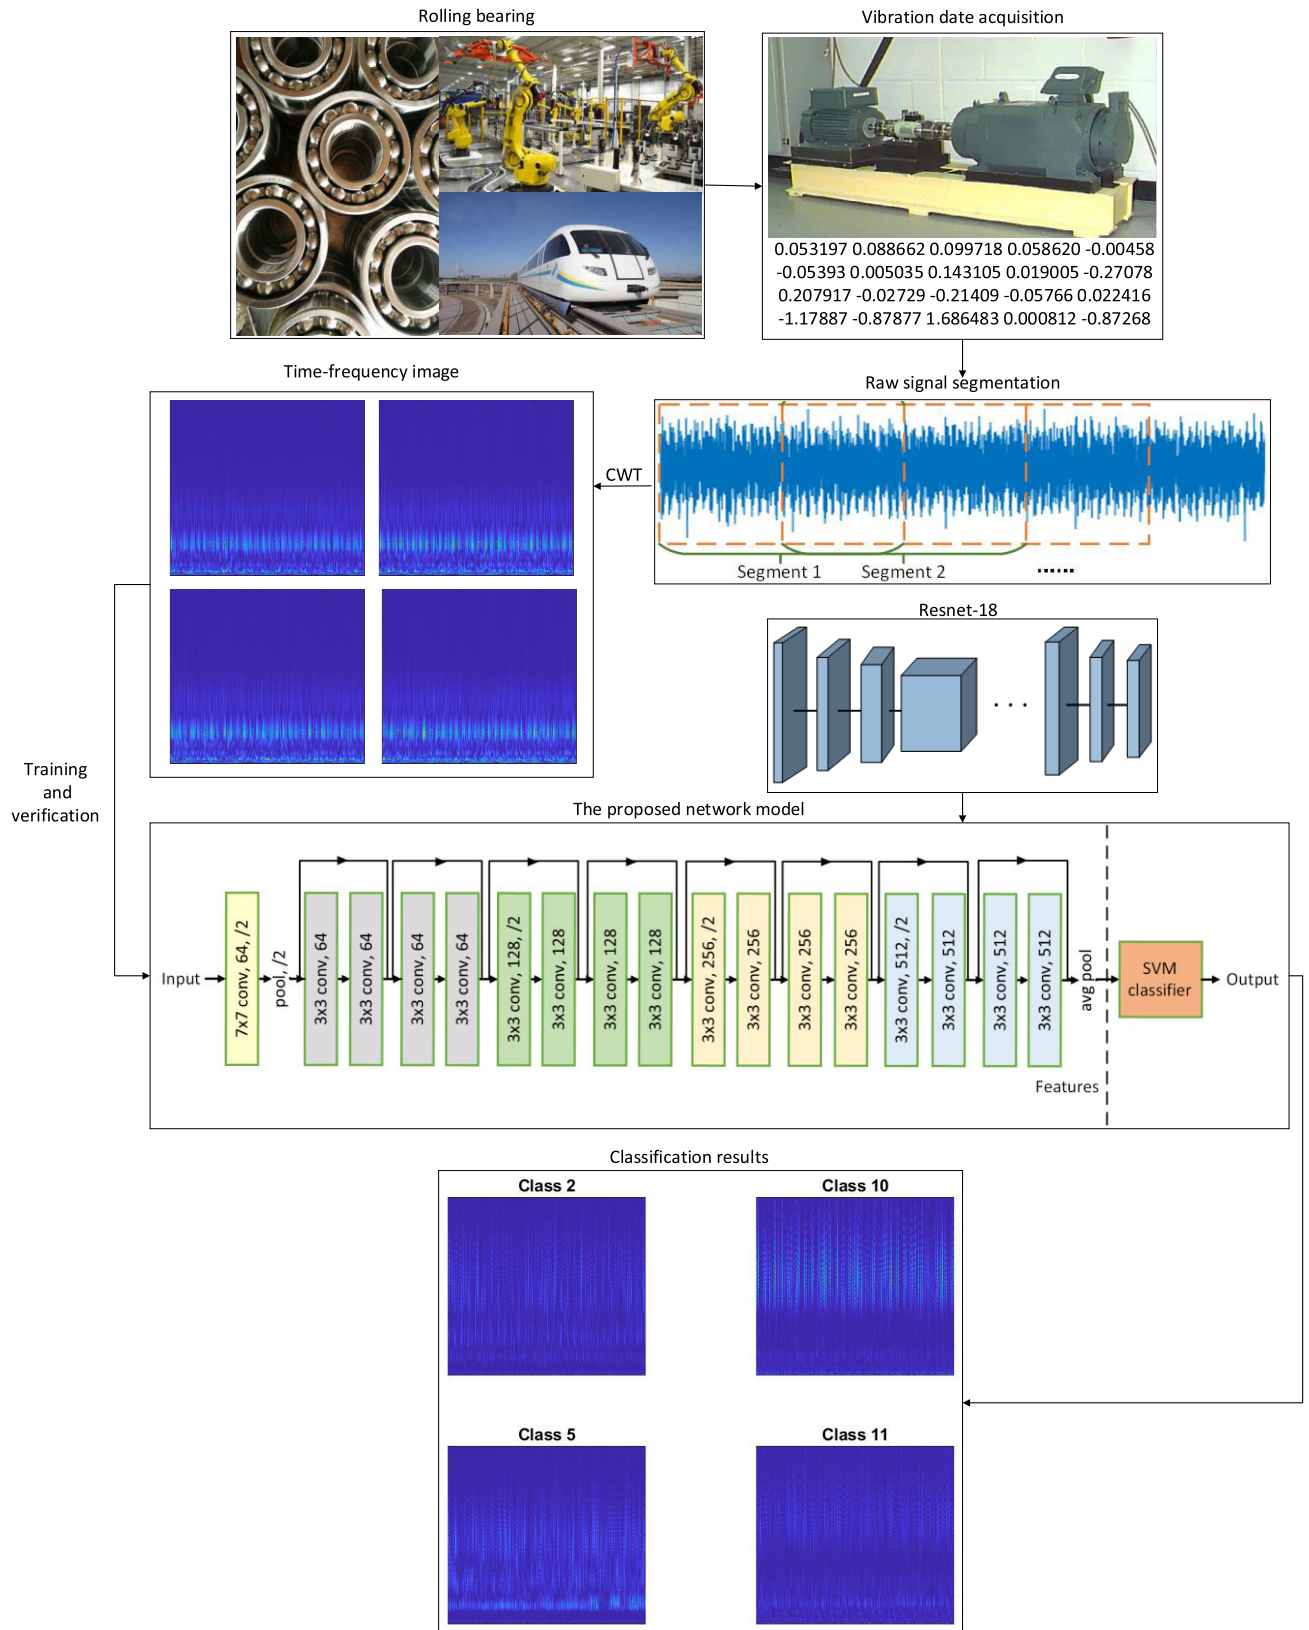 Rolling bearing
Vibration date acquisition
0.053197 0.088662 0.099718 0.058620 -0.00458
-0.05393 0.005035 0.143105 0.019005 -0.27078
0.207917 -0.02729 -0.21409 -0.05766 0.022416
-1.17887 -0.87877 1.686483 0.000812 -0.87268
Time-frequency image
Raw signal segmentation
CWT
Segment 1
Segment 2
......
Resnet-18
. . .
Training
and
verification
The proposed network model
Input
7x7 conv, 64, /2
pool, /2
3x3 conv, 64
3x3 conv, 64
3x3 conv, 64
3x3 conv, 64
3x3 conv, 128, /2
3x3 conv, 128
3x3 conv, 128
3x3 conv, 128
3x3 conv, 256, /2
3x3 conv, 256
3x3 conv, 256
3x3 conv, 256
3x3 conv, 512, /2
3x3 conv, 512
3x3 conv, 512
3x3 conv, 512
avg pool
SVM
classifier
Output
Features
Classification results
Class 2
Class 10
Class 5
Class 11